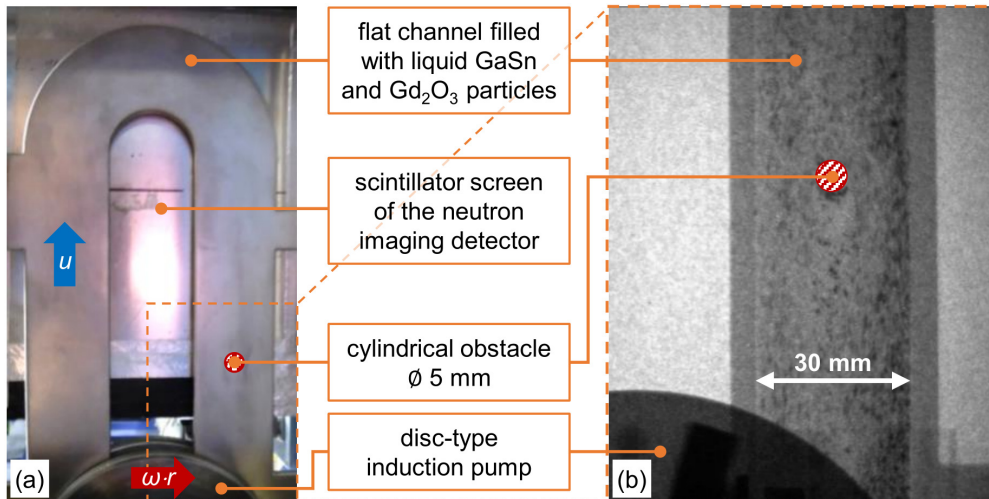 flat channel filled
with liquid GaSn
and Gd₂O₃ particles
scintillator screen
of the neutron
imaging detector
u
cylindrical obstacle
Ø 5 mm
30 mm
disc-type
induction pump
(a)
ω·r
(b)